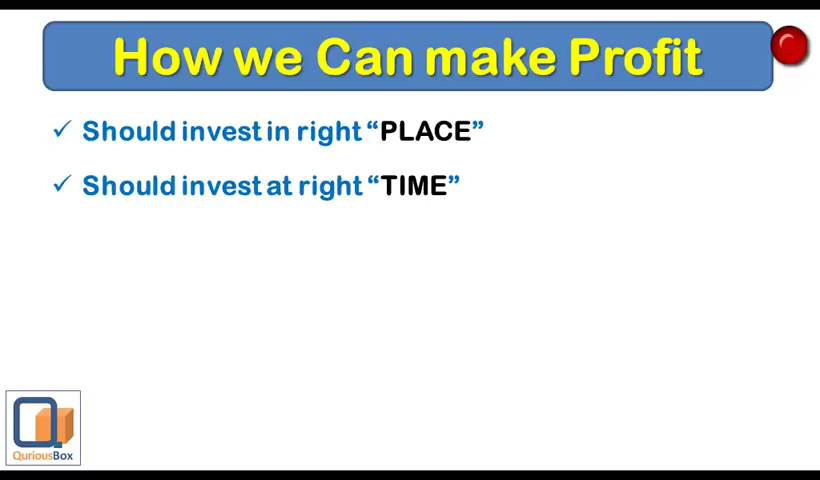 How we Can make Profit
Should invest in right “PLACE”
Should invest at right “TIME”
QuriousBox